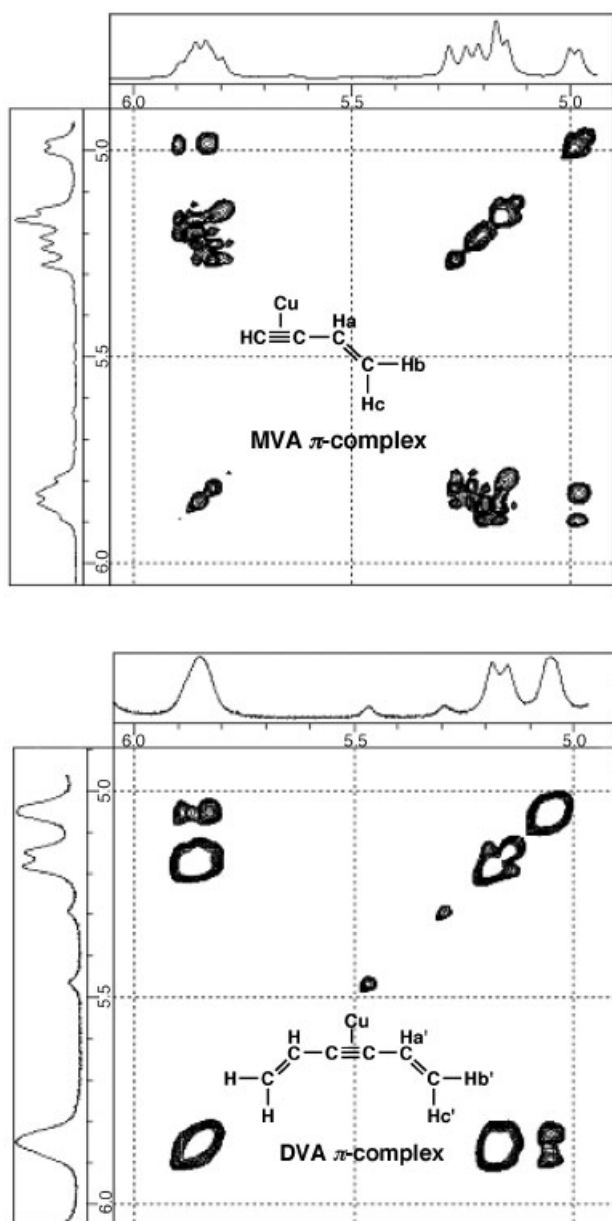 6.0 5.5 5.0
5.0
Cu
Ha
HC≡C
C—Hb
Hc
5.5
MVA π-complex
6.0
6.0 5.5 5.0
5.0
5.5
Cu
H Ha'
C—C≡C—C
H—C C—Hb'
H Hc'
DVA π-complex
6.0